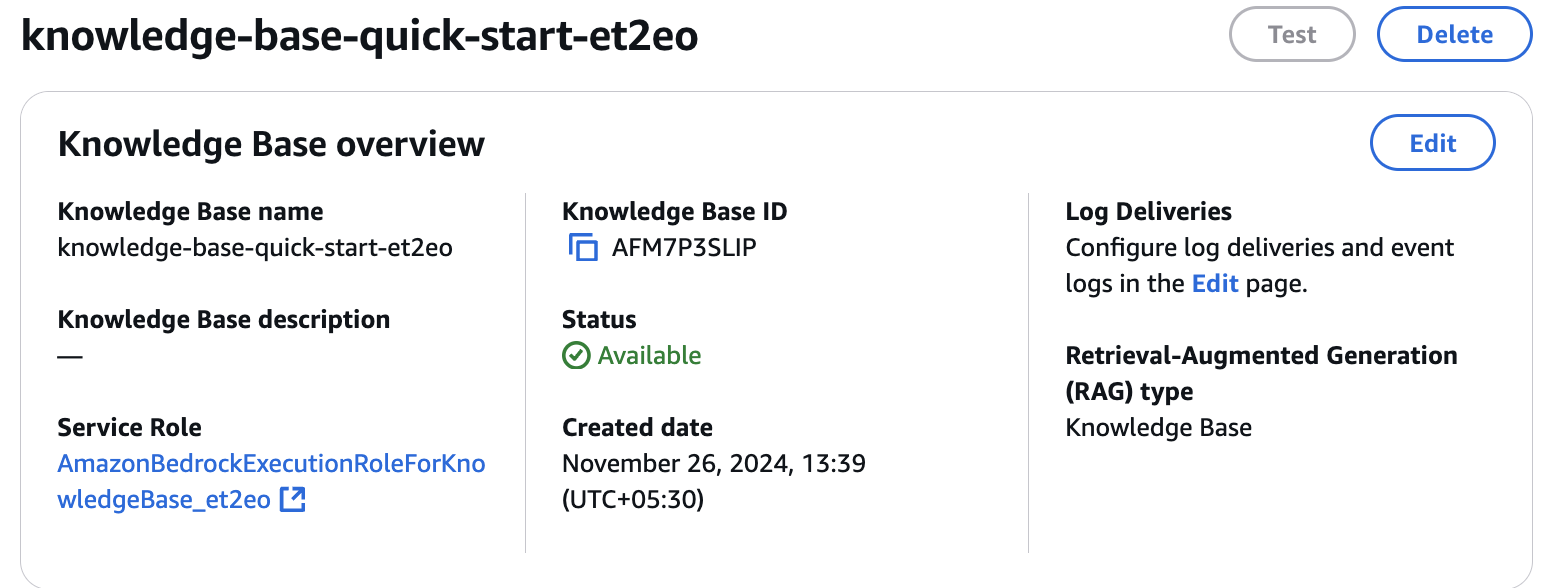 knowledge-base-quick-start-et2eo
Test
Delete
Knowledge Base overview
Edit
Knowledge Base name
knowledge-base-quick-start-et2eo
Knowledge Base description
—
Service Role
AmazonBedrockExecutionRoleForKno
wledgeBase_et2eo
Knowledge Base ID
AFM7P3SLIP
Status
Available
Created date
November 26, 2024, 13:39
(UTC+05:30)
Log Deliveries
Configure log deliveries and event
logs in the Edit page.
Retrieval-Augmented Generation
(RAG) type
Knowledge Base